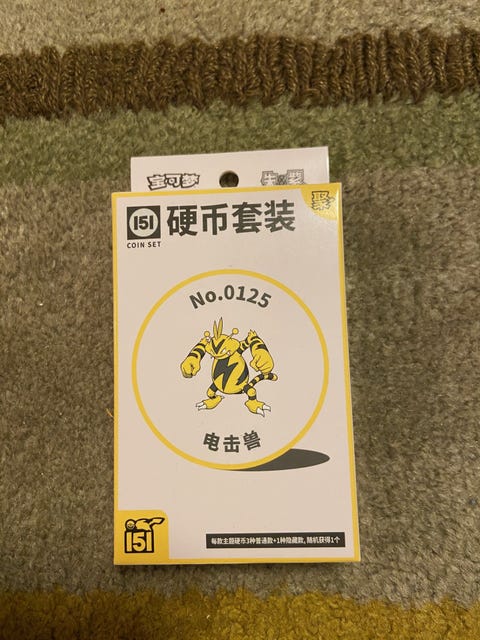 宝可梦
聚
151 硬币套装
COIN SET
No.0125
电击兽
151
每款主题硬币3种普通款+1种隐藏款,随机获得1个